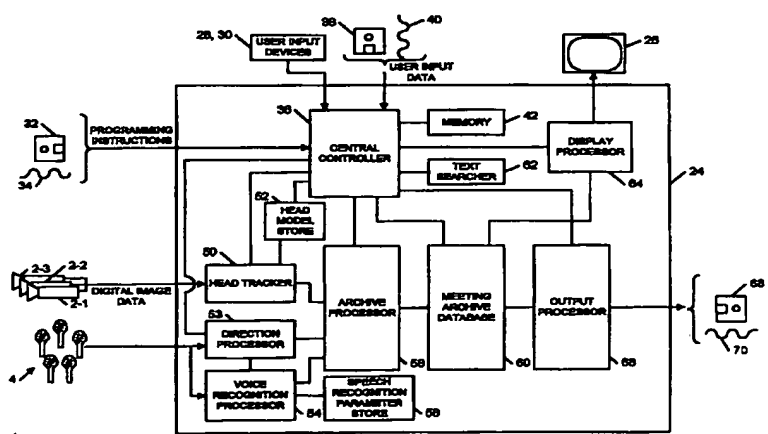 28, 30
USER INPUT
DEVICES
38
40
USER INPUT
DATA
26
32
34
PROGRAMMING
INSTRUCTIONS
36
CENTRAL
CONTROLLER
MEMORY
42
TEXT
SEARCHER
62
DISPLAY
PROCESSOR
64
24
52
HEAD
MODEL
STORE
2-3
2-2
2-1
DIGITAL IMAGE
DATA
50
HEAD TRACKER
53
DIRECTION
PROCESSOR
4
VOICE
RECOGNITION
PROCESSOR
54
SPEECH
RECOGNITION
PARAMETER
STORE
56
ARCHIVE
PROCESSOR
58
MEETING
ARCHIVE
DATABASE
60
OUTPUT
PROCESSOR
66
68
70